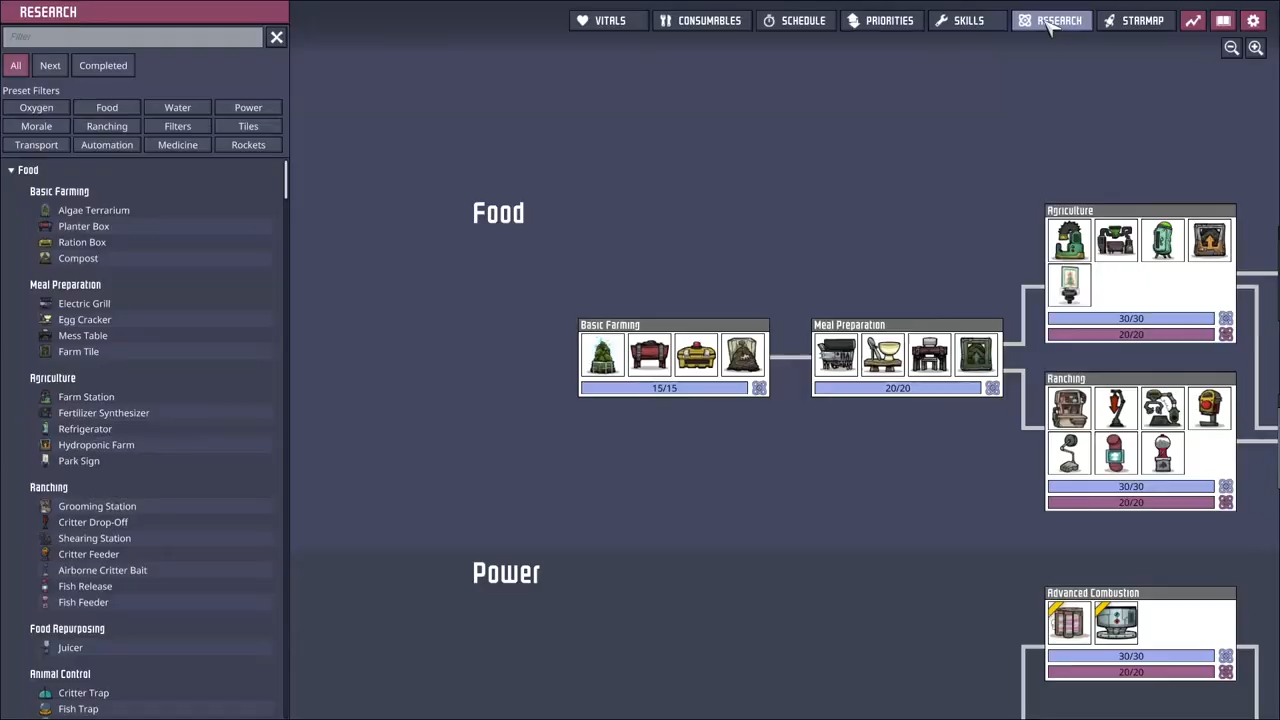 RESEARCH
VITALS
CONSUMABLES
SCHEDULE
PRIORITIES
SKILLS
RESEARCH
STARMAP
Filter
All
Next
Completed
Preset Filters
Oxygen
Food
Water
Power
Morale
Ranching
Filters
Tiles
Transport
Automation
Medicine
Rockets
Food
Basic Farming
Algae Terrarium
Planter Box
Ration Box
Compost
Meal Preparation
Electric Grill
Egg Cracker
Mess Table
Farm Tile
Agriculture
Farm Station
Fertilizer Synthesizer
Refrigerator
Hydroponic Farm
Park Sign
Ranching
Grooming Station
Critter Drop-Off
Shearing Station
Critter Feeder
Airborne Critter Bait
Fish Release
Fish Feeder
Food Repurposing
Juicer
Animal Control
Critter Trap
Fish Trap
Food
Basic Farming
15/15
Meal Preparation
20/20
Agriculture
30/30
20/20
Ranching
30/30
20/20
Power
Advanced Combustion
30/30
20/20